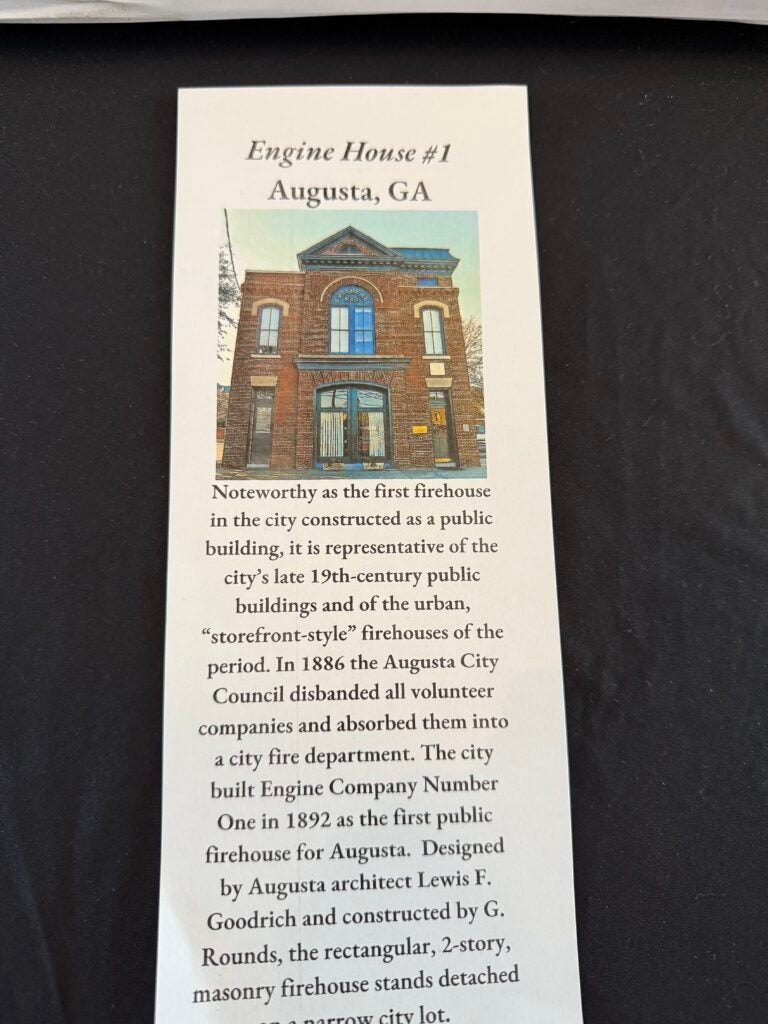 Engine House #1
Augusta, GA
Noteworthy as the first firehouse
in the city constructed as a public
building, it is representative of the
city’s late 19th-century public
buildings and of the urban,
“storefront-style” firehouses of the
period. In 1886 the Augusta City
Council disbanded all volunteer
companies and absorbed them into
a city fire department. The city
built Engine Company Number
One in 1892 as the first public
firehouse for Augusta. Designed
by Augusta architect Lewis F.
Goodrich and constructed by G.
Rounds, the rectangular, 2-story,
masonry firehouse stands detached
on a narrow city lot.